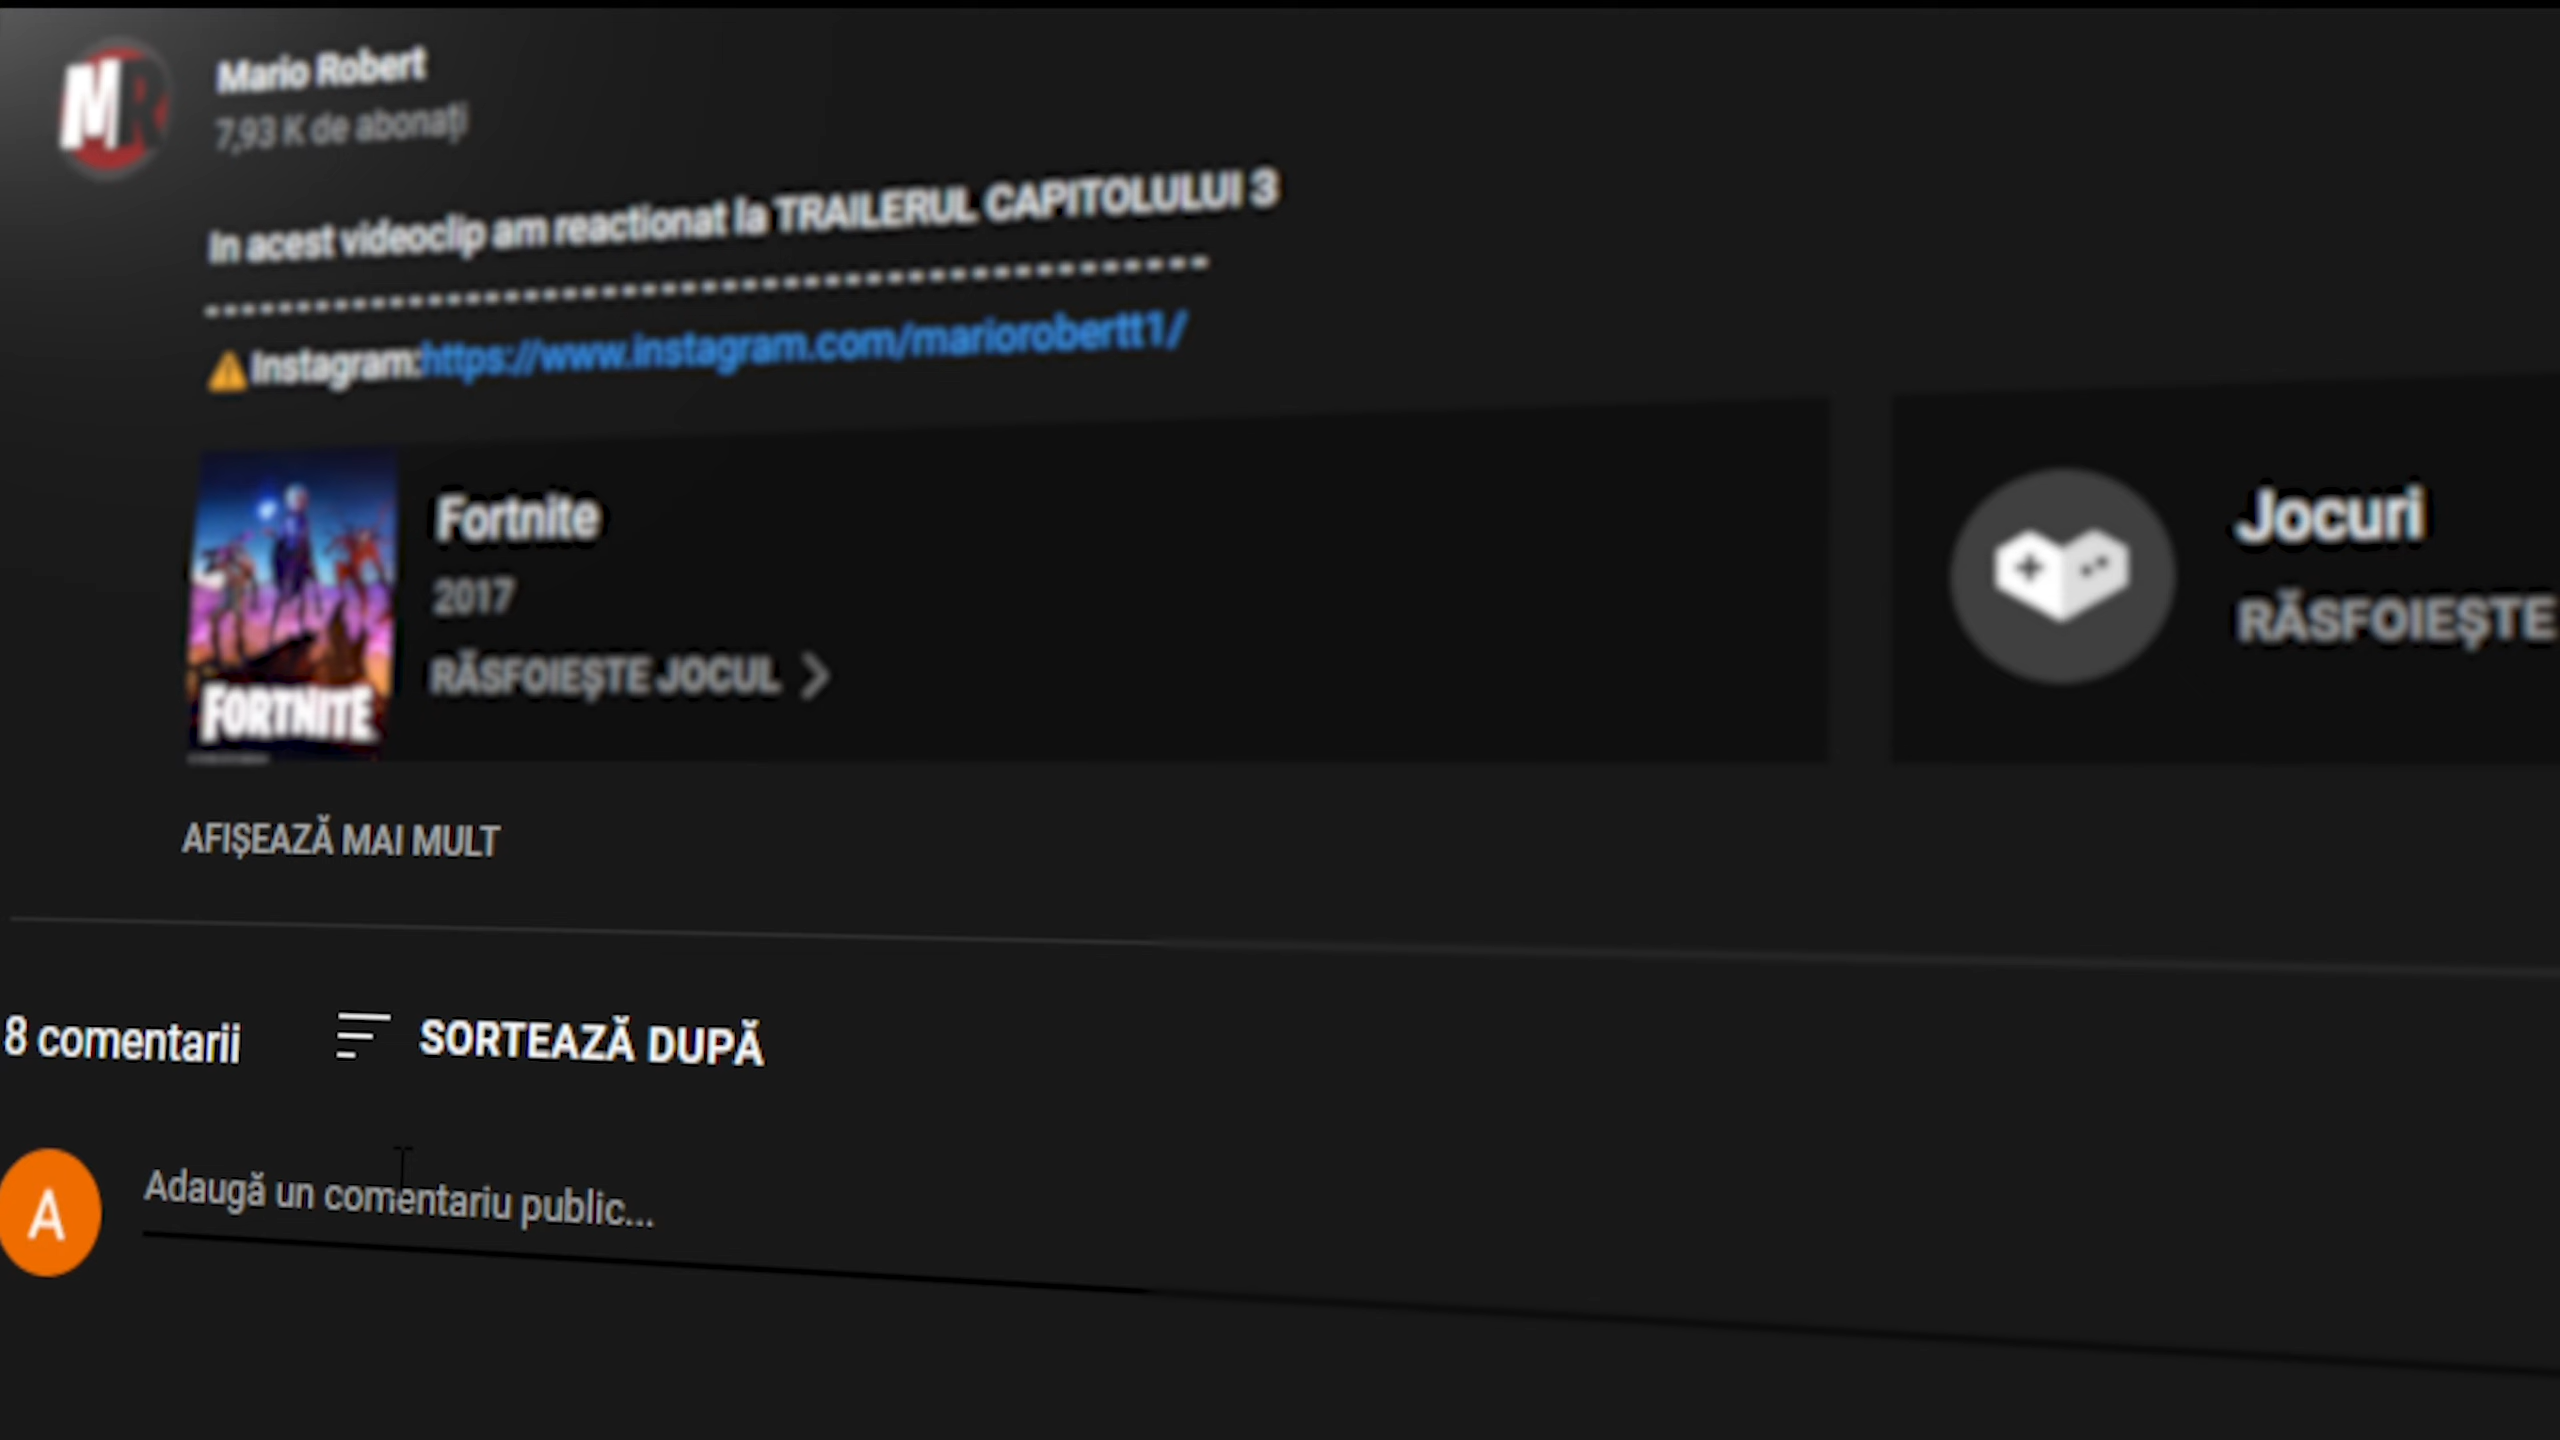 MR
Mario Robert
7,93 K de abonați
In acest videoclip am reactionat la TRAILERUL CAPITOLULUI 3
-------------------------------------------------------
⚠Instagram:https://www.instagram.com/mariorobertt1/
FORTNITE
Fortnite
2017
RĂSFOIEȘTE JOCUL
Jocuri
RĂSFOIEȘTE
AFIȘEAZĂ MAI MULT
8 comentarii
SORTEAZĂ DUPĂ
A
Adaugă un comentariu public...